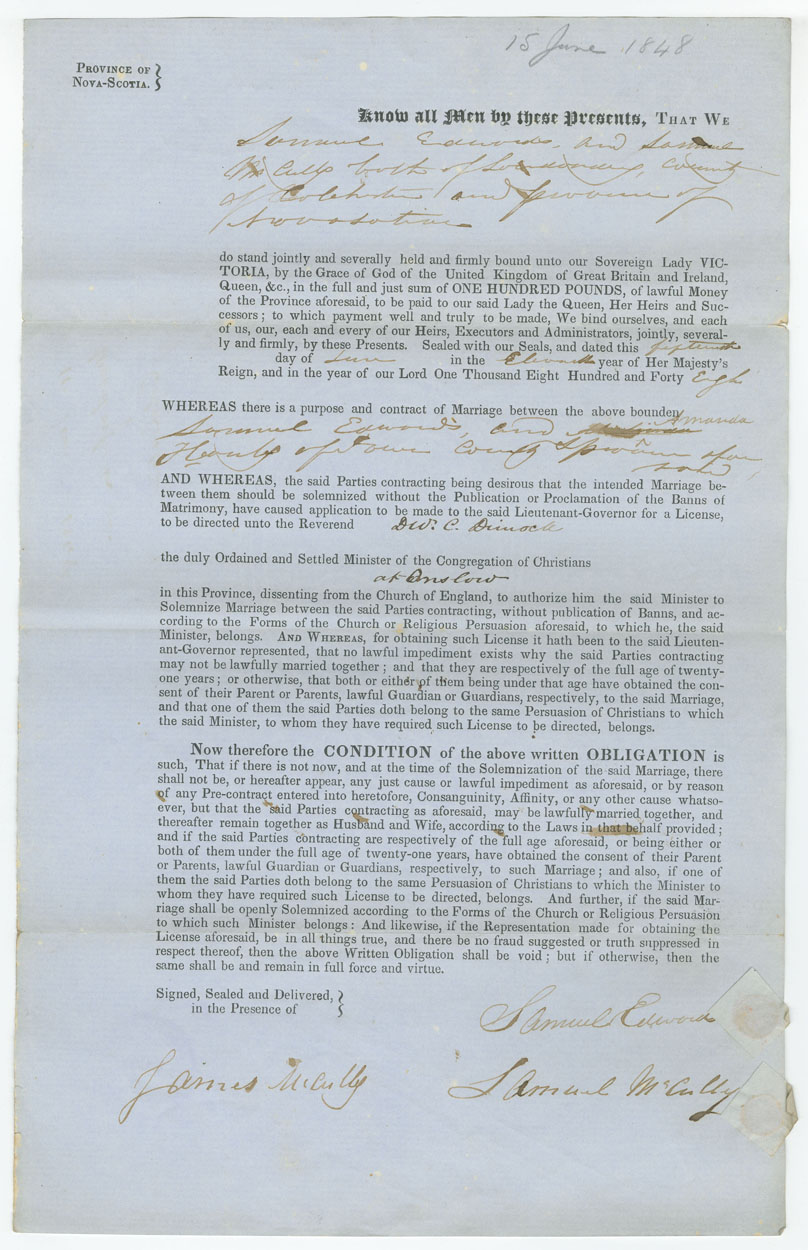 15 June 1848
PROVINCE OF
NOVA-SCOTIA.
Know all Men by these Presents, THAT WE
Samuel Edwards and Samuel
McCully both of Londonderry, County
of Colchester and province of
Novascotia
do stand jointly and severally held and firmly bound unto our Sovereign Lady VIC-
TORIA, by the Grace of God of the United Kingdom of Great Britain and Ireland,
Queen, &c., in the full and just sum of ONE HUNDRED POUNDS, of lawful Money
of the Province aforesaid, to be paid to our said Lady the Queen, Her Heirs and Suc-
cessors; to which payment well and truly to be made, We bind ourselves, and each
of us, our, each and every of our Heirs, Executors and Administrators, jointly, several-
ly and firmly, by these Presents. Sealed with our Seals, and dated this fifteenth
day of June in the Eleventh year of Her Majesty's
Reign, and in the year of our Lord One Thousand Eight Hundred and Forty Eight
WHEREAS there is a purpose and contract of Marriage between the above bounden
Amanda
Samuel Edwards, and
of County & province
said
AND WHEREAS, the said Parties contracting being desirous that the intended Marriage be-
tween them should be solemnized without the Publication or Proclamation of the Banns of
Matrimony, have caused application to be made to the said Lieutenant-Governor for a License,
to be directed unto the Reverend D. W. C. Dimock
the duly Ordained and Settled Minister of the Congregation of Christians
at Onslow
in this Province, dissenting from the Church of England, to authorize him the said Minister to
Solemnize Marriage between the said Parties contracting, without publication of Banns, and ac-
cording to the Forms of the Church or Religious Persuasion aforesaid, to which he, the said
Minister, belongs. AND WHEREAS, for obtaining such License it hath been to the said Lieuten-
ant-Governor represented, that no lawful impediment exists why the said Parties contracting
may not be lawfully married together; and that they are respectively of the full age of twenty-
one years; or otherwise, that both or either of them being under that age have obtained the con-
sent of their Parent or Parents, lawful Guardian or Guardians, respectively, to the said Marriage,
and that one of them the said Parties doth belong to the same Persuasion of Christians to which
the said Minister, to whom they have required such License to be directed, belongs.
Now therefore the CONDITION of the above written OBLIGATION is
such, That if there is not now, and at the time of the Solemnization of the said Marriage, there
shall not be, or hereafter appear, any just cause or lawful impediment as aforesaid, or by reason
of any Pre-contract entered into heretofore, Consanguinity, Affinity, or any other cause whatso-
ever, but that the said Parties contracting as aforesaid, may be lawfully married together, and
thereafter remain together as Husband and Wife, according to the Laws in that behalf provided;
and if the said Parties contracting are respectively of the full age aforesaid, or being either or
both of them under the full age of twenty-one years, have obtained the consent of their Parent
or Parents, lawful Guardian or Guardians, respectively, to such Marriage; and also, if one of
them the said Parties doth belong to the same Persuasion of Christians to which the Minister to
whom they have required such License to be directed, belongs. And further, if the said Mar-
riage shall be openly Solemnized according to the Forms of the Church or Religious Persuasion
to which such Minister belongs: And likewise, if the Representation made for obtaining the
License aforesaid, be in all things true, and there be no fraud suggested or truth suppressed in
respect thereof, then the above Written Obligation shall be void; but if otherwise, then the
same shall be and remain in full force and virtue.
Signed, Sealed and Delivered,
in the Presence of
Samuel Edwards
James McCully
Samuel McCully